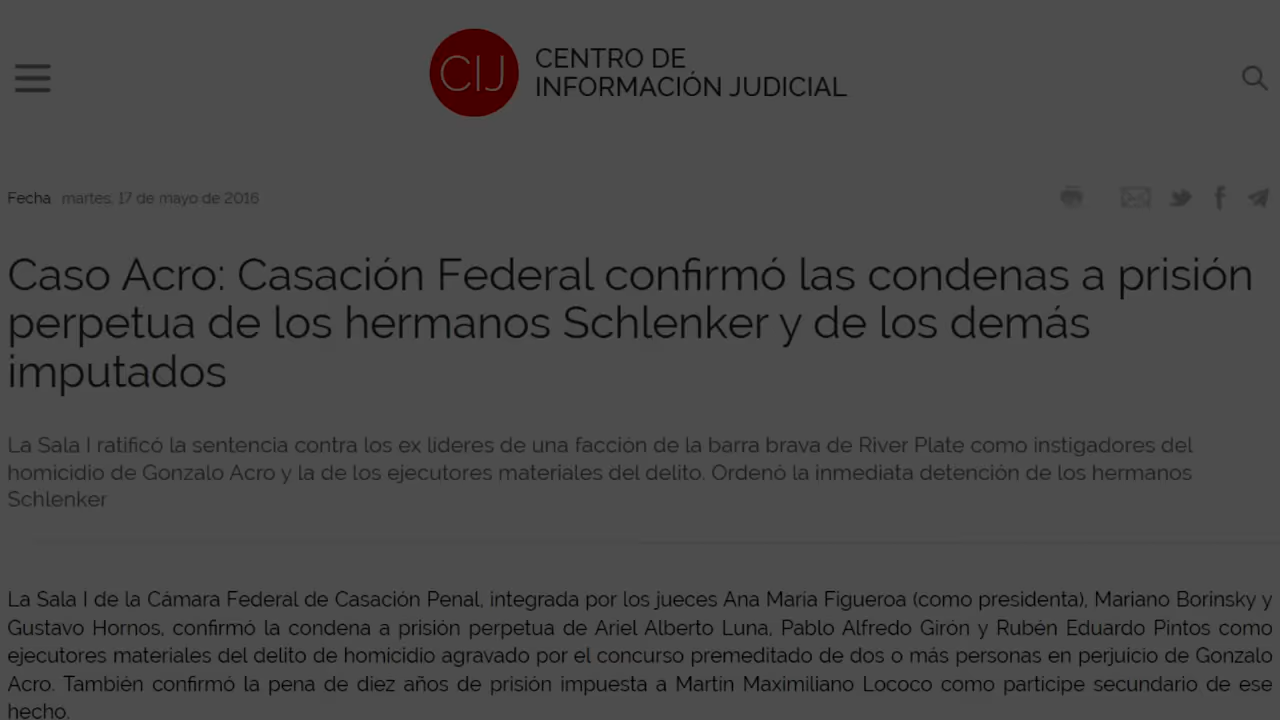 CIJ
CENTRO DE
INFORMACIÓN JUDICIAL
Fecha martes, 17 de mayo de 2016
Caso Acro: Casación Federal confirmó las condenas a prisión
perpetua de los hermanos Schlenker y de los demás
imputados
La Sala I ratificó la sentencia contra los ex líderes de una facción de la barra brava de River Plate como instigadores del
homicidio de Gonzalo Acro y la de los ejecutores materiales del delito. Ordenó la inmediata detención de los hermanos
Schlenker
La Sala I de la Cámara Federal de Casación Penal, integrada por los jueces Ana María Figueroa (como presidenta), Mariano Borinsky y
Gustavo Hornos, confirmó la condena a prisión perpetua de Ariel Alberto Luna, Pablo Alfredo Girón y Rubén Eduardo Pintos como
ejecutores materiales del delito de homicidio agravado por el concurso premeditado de dos o más personas en perjuicio de Gonzalo
Acro. También confirmó la pena de diez años de prisión impuesta a Martín Maximiliano Lococo como partícipe secundario de ese
hecho.